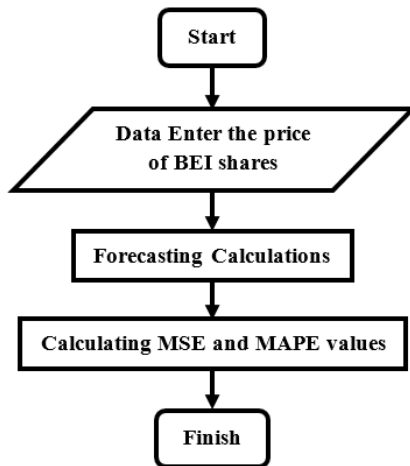 Start
Data Enter the price
of BEI shares
Forecasting Calculations
Calculating MSE and MAPE values
Finish